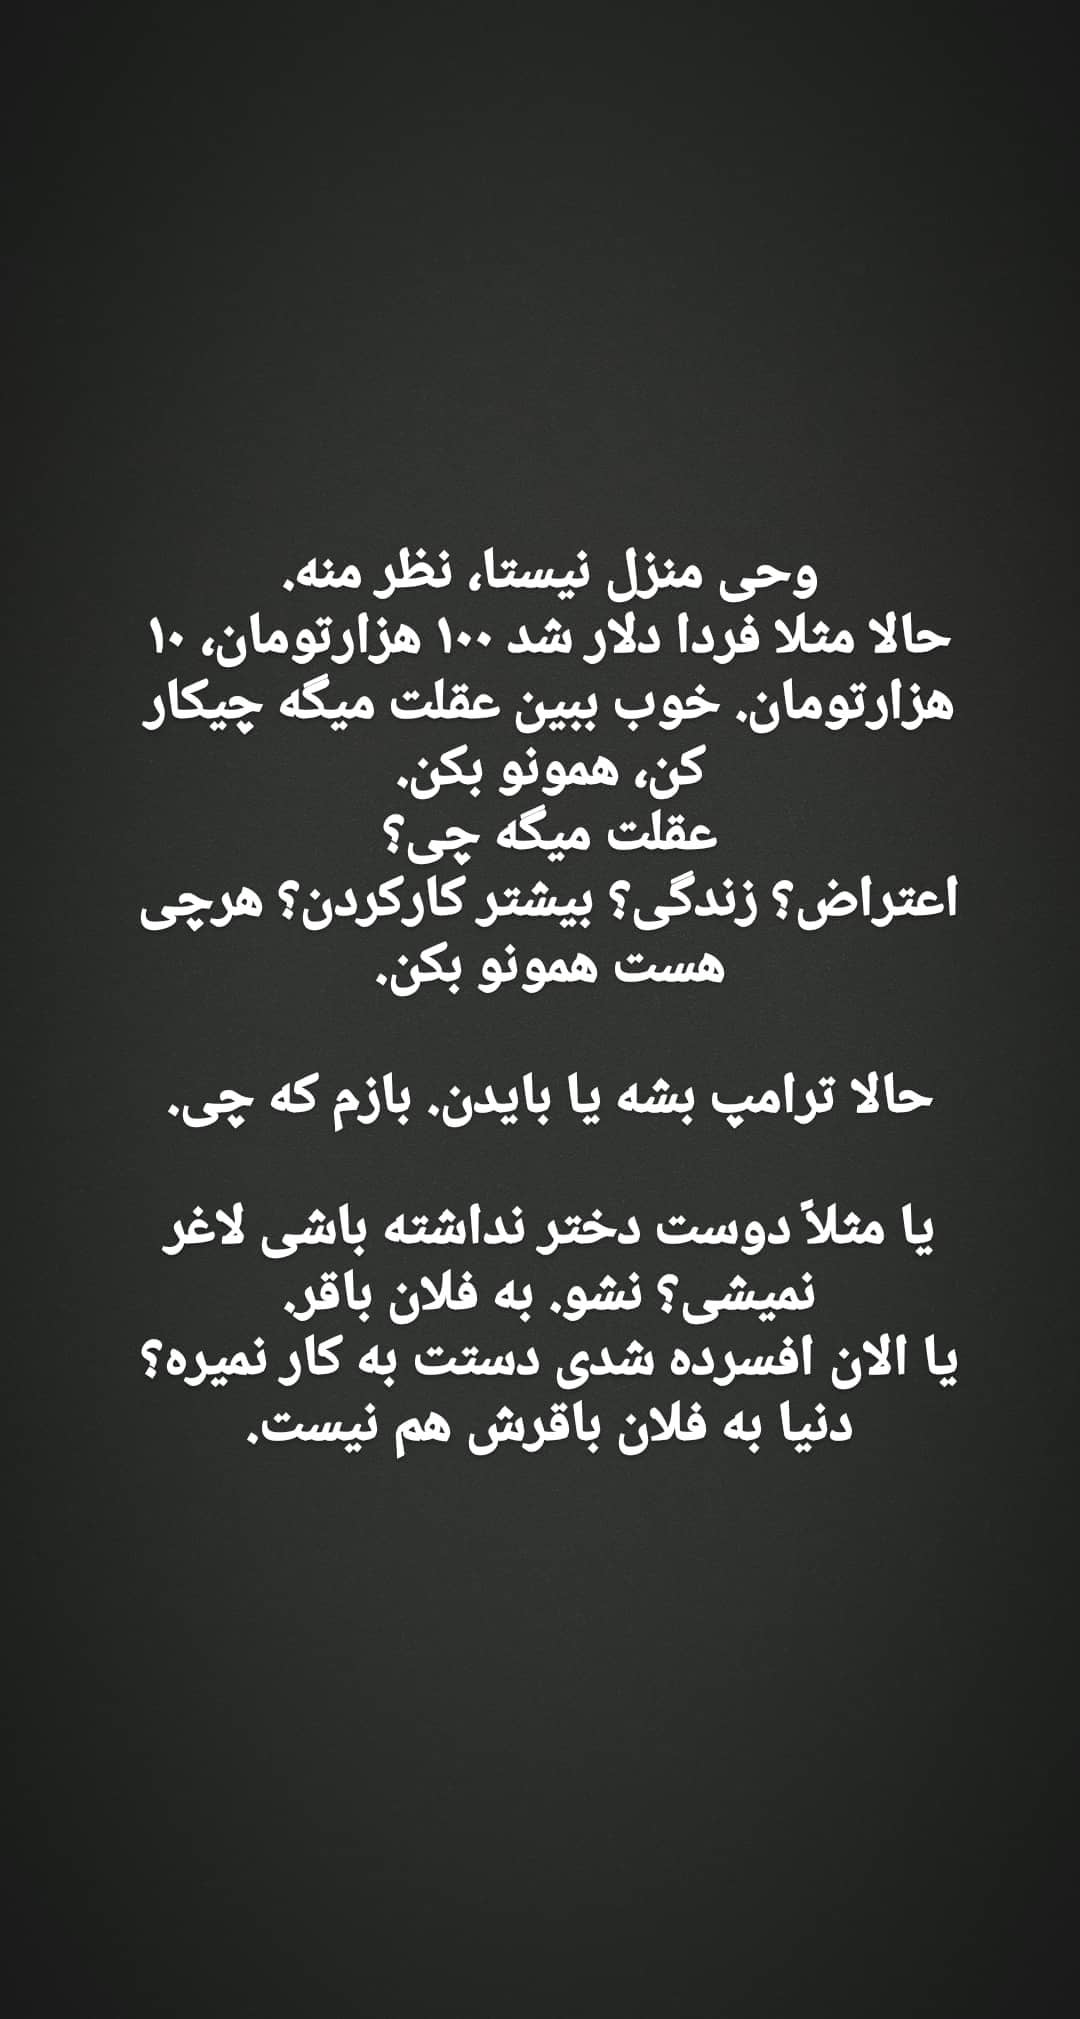 وحی منزل نیستا، نظر منه.
حالا مثلا فردا دلار شد ۱۰۰ هزارتومان، ۱۰
هزارتومان. خوب ببین عقلت میگه چیکار
کن، همونو بکن.
عقلت میگه چی؟
اعتراض؟ زندگی؟ بیشتر کارکردن؟ هرچی
هست همونو بکن.
حالا ترامپ بشه یا بایدن. بازم که چی.
یا مثلاً دوست دختر نداشته باشی لاغر
نمیشی؟ نشو. به فلان باقر.
یا الان افسرده شدی دستت به کار نمیره؟
دنیا به فلان باقرش هم نیست.